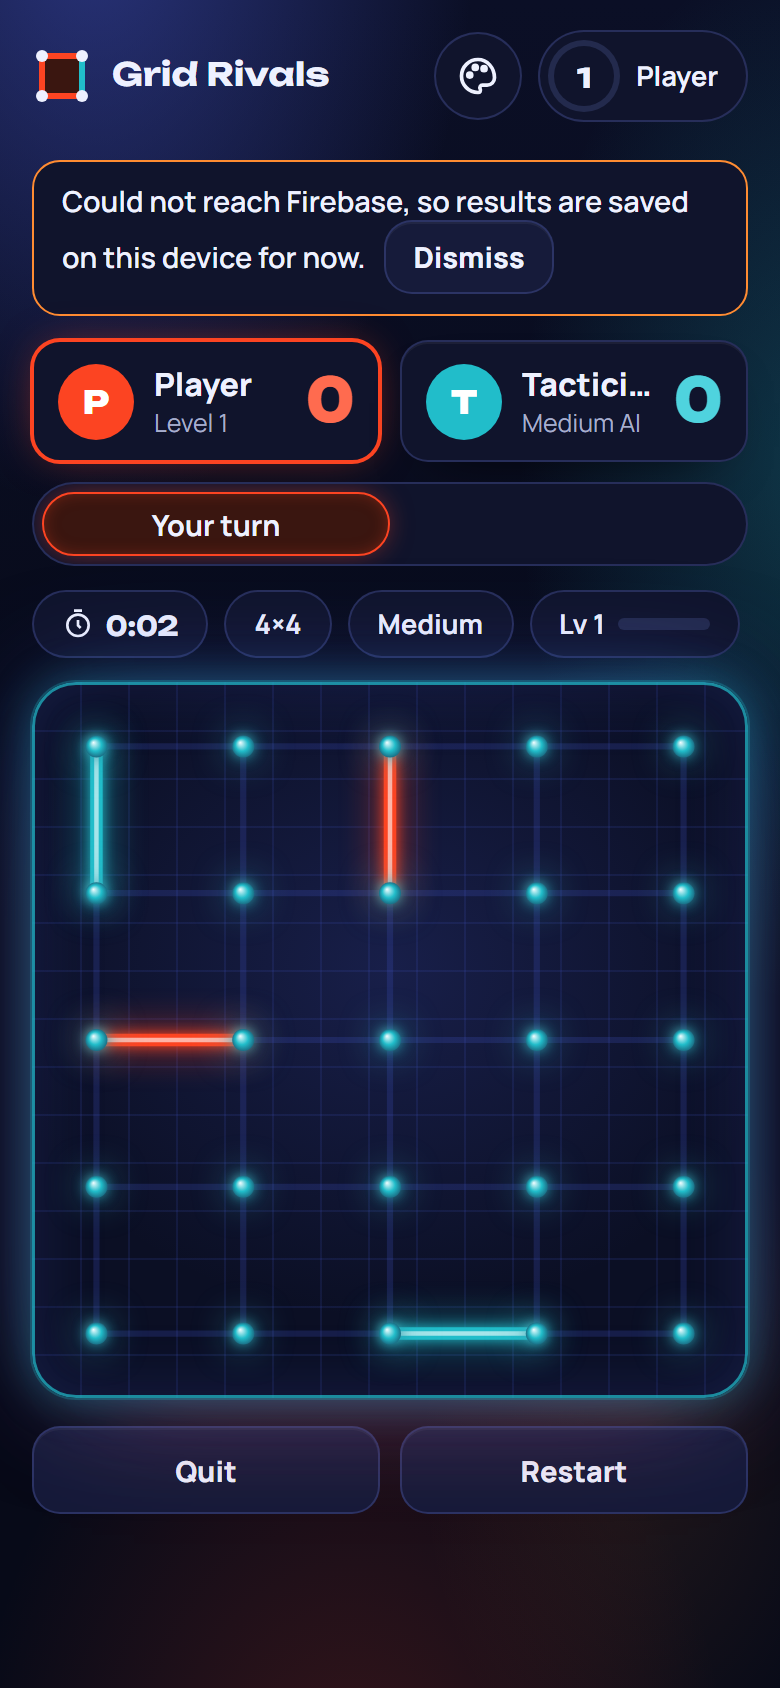 Grid Rivals
1 Player
Could not reach Firebase, so results are saved
on this device for now. Dismiss
P Player 0
Level 1
T Tactici... 0
Medium AI
Your turn
0:02 4×4 Medium Lv 1
Quit Restart